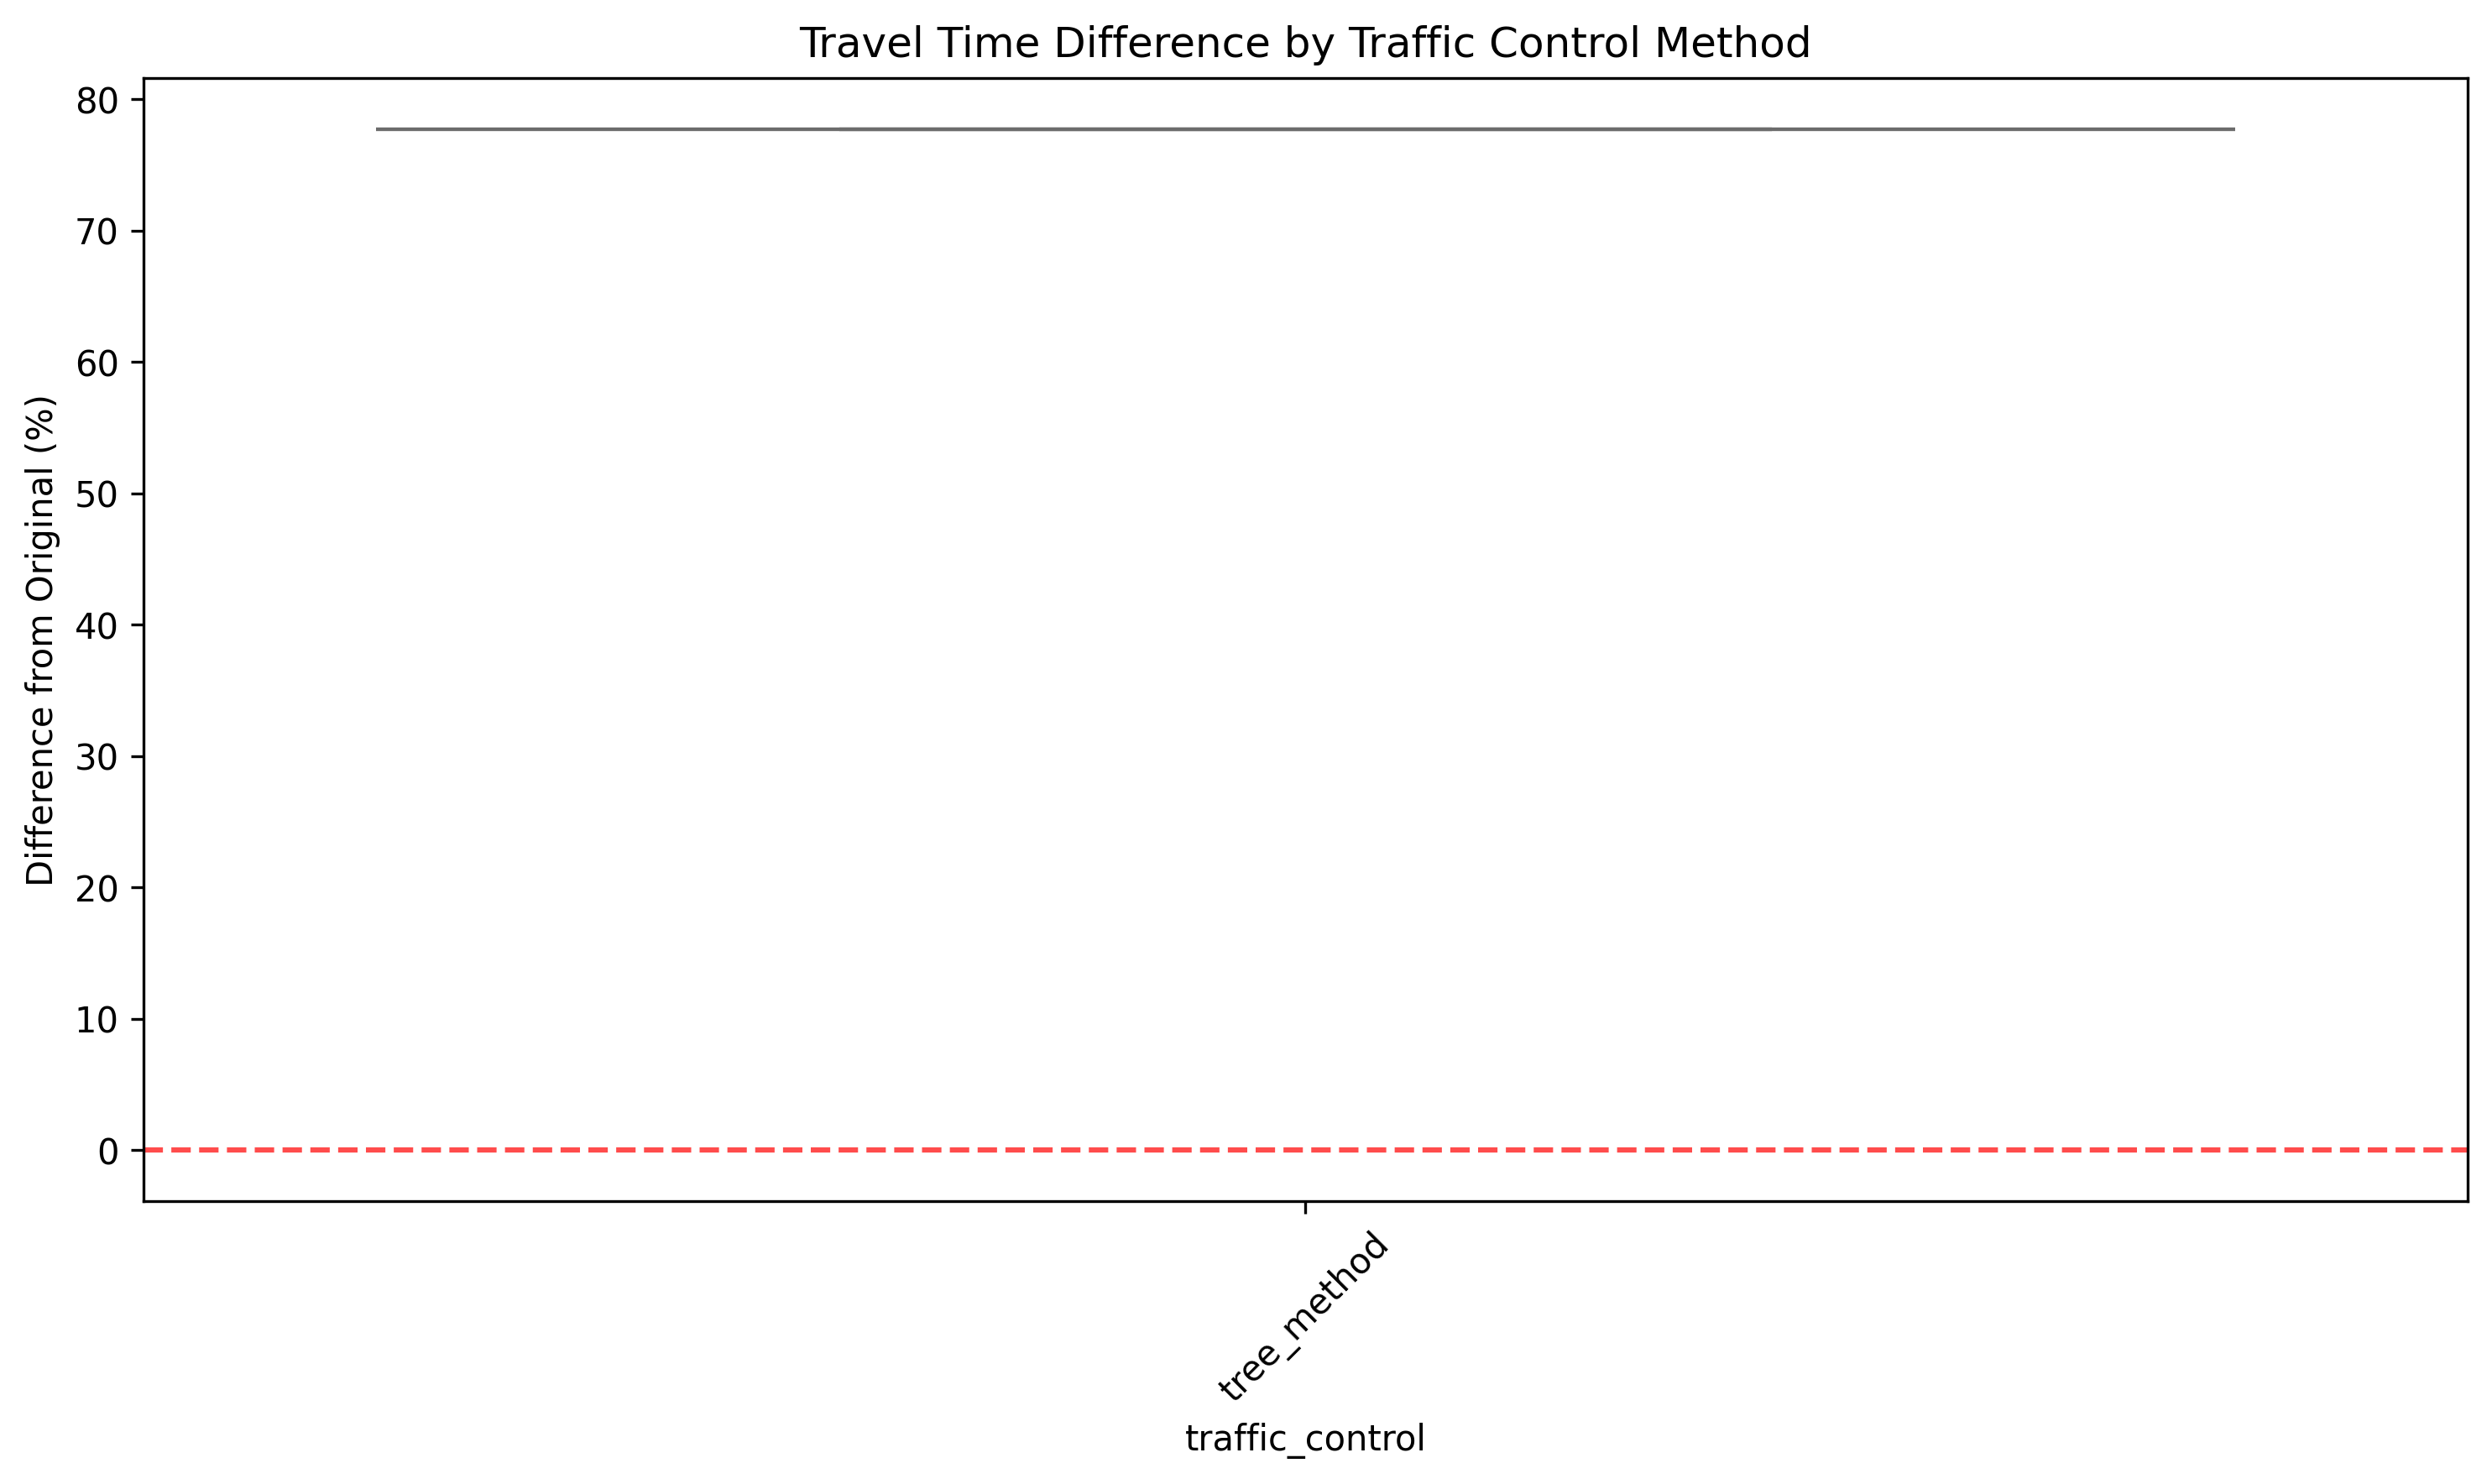 Travel Time Difference by Traffic Control Method
Difference from Original (%)
80
70
60
50
40
30
20
10
0
tree_method
traffic_control